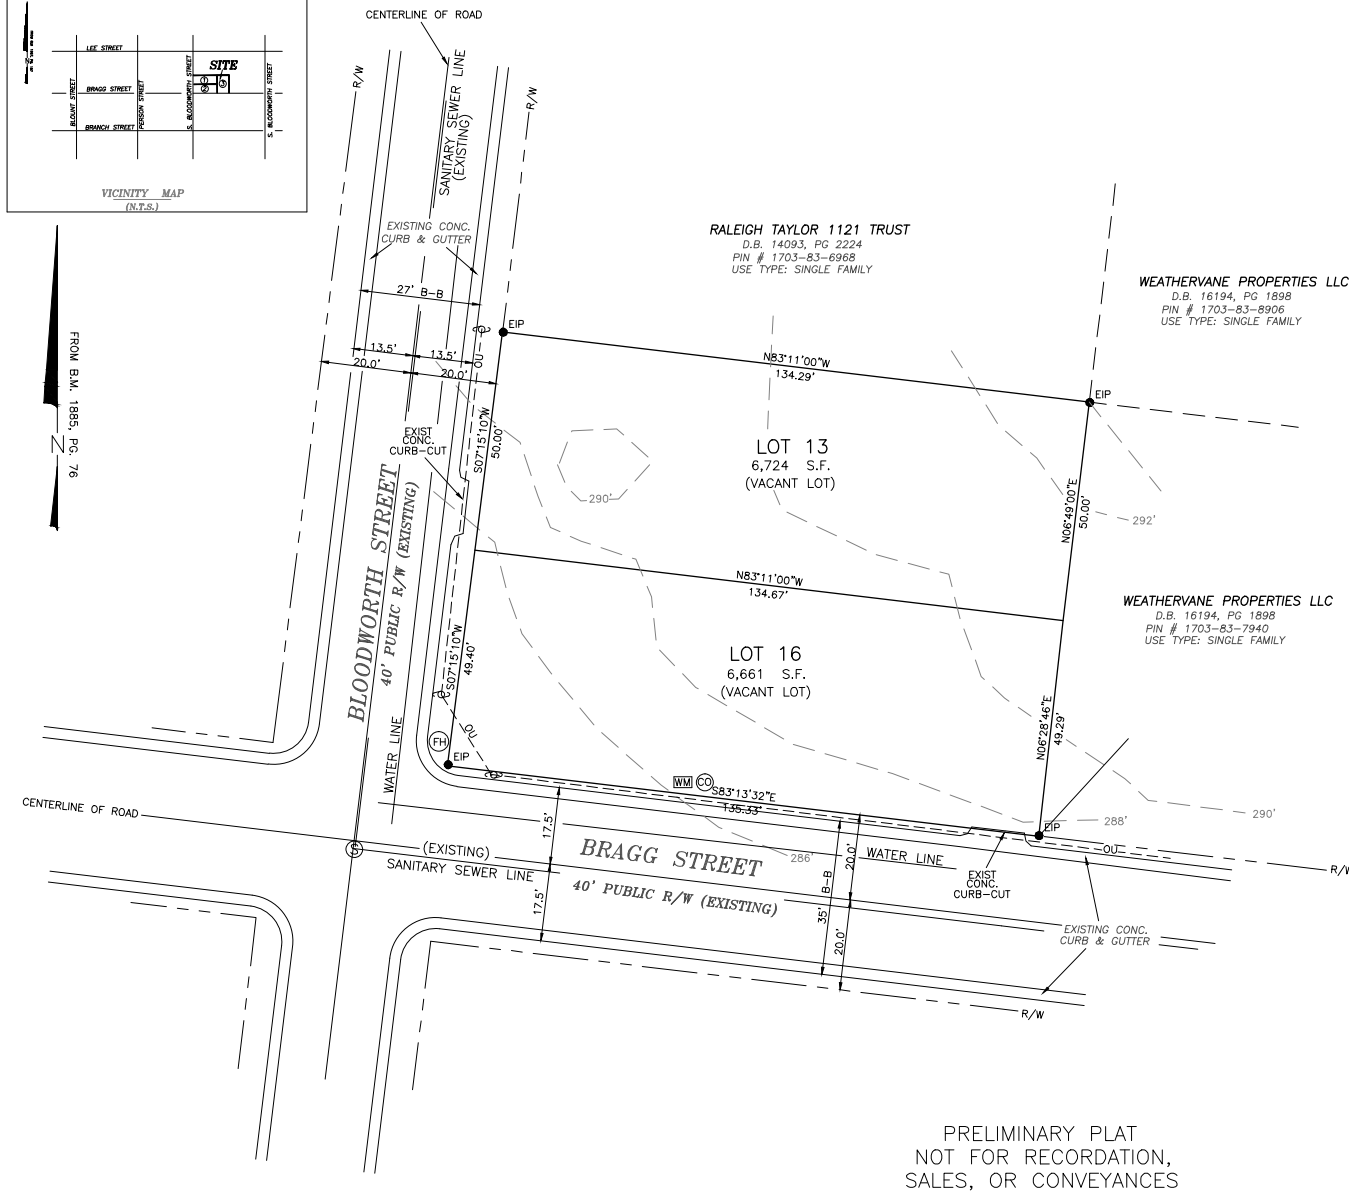 CENTERLINE OF ROAD
LEE STREET
SITE
1
2
3
BRAGG STREET
BRANCH STREET
BLOUNT STREET
PERSON STREET
S. BLOODWORTH STREET
S. BLOODWORTH STREET
VICINITY MAP
(N.T.S.)
R/W
SANITARY SEWER LINE
(EXISTING)
R/W
EXISTING CONC.
CURB & GUTTER
27' B-B
13.5'
13.5'
20.0'
20.0'
OU
EIP
RALEIGH TAYLOR 1121 TRUST
D.B. 14093, PG 2224
PIN # 1703-83-6968
USE TYPE: SINGLE FAMILY
WEATHERVANE PROPERTIES LLC
D.B. 16194, PG 1898
PIN # 1703-83-8906
USE TYPE: SINGLE FAMILY
FROM B.M. 1885, PG. 76
N
N83°11'00"W
134.29'
EIP
S07°15'10"W
50.00'
EXIST
CONC.
CURB-CUT
LOT 13
6,724 S.F.
(VACANT LOT)
290'
N06°49'00"E
50.00'
292'
BLOODWORTH STREET
40' PUBLIC R/W (EXISTING)
N83°11'00"W
134.67'
WEATHERVANE PROPERTIES LLC
D.B. 16194, PG 1898
PIN # 1703-83-7940
USE TYPE: SINGLE FAMILY
S07°15'10"W
49.40'
LOT 16
6,661 S.F.
(VACANT LOT)
N06°28'46"E
49.29'
WATER LINE
FH
OU
EIP
WM
CO
S83°13'32"E
135.33'
CENTERLINE OF ROAD
288'
290'
EIP
OU
S
(EXISTING)
SANITARY SEWER LINE
17.5'
17.5'
BRAGG STREET
40' PUBLIC R/W (EXISTING)
286'
35' B-B
20.0'
20.0'
WATER LINE
EXIST
CONC.
CURB-CUT
R/W
EXISTING CONC.
CURB & GUTTER
R/W
PRELIMINARY PLAT
NOT FOR RECORDATION,
SALES, OR CONVEYANCES